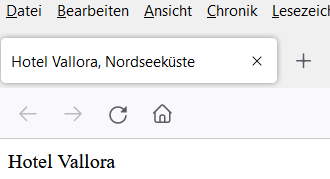 Datei Bearbeiten Ansicht Chronik
Hotel Vallora, Nordseeküste
Hotel Vallora